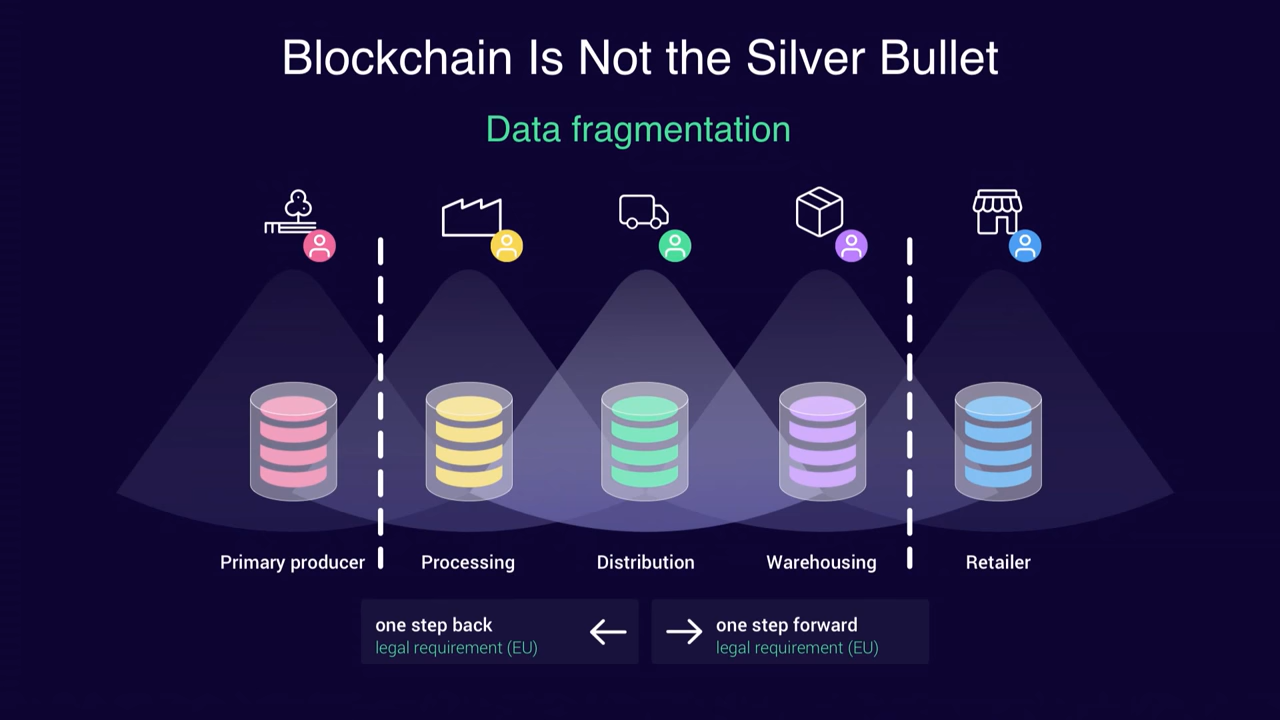 Blockchain Is Not the Silver Bullet
Data fragmentation
Primary producer
Processing
Distribution
Warehousing
Retailer
one step back
legal requirement (EU)
one step forward
legal requirement (EU)